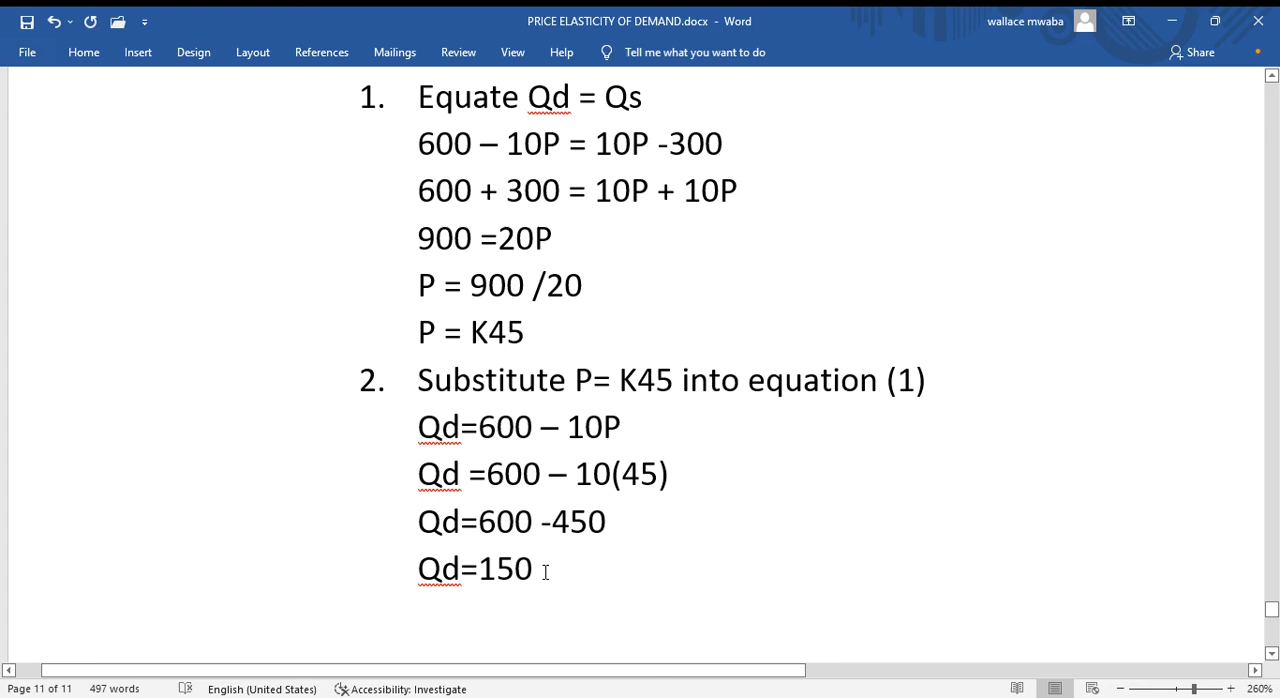 PRICE ELASTICITY OF DEMAND.docx - Word
wallace mwaba
File Home Insert Design Layout References Mailings Review View Help Tell me what you want to do Share
1. Equate Qd = Qs
600 – 10P = 10P -300
600 + 300 = 10P + 10P
900 =20P
P = 900 /20
P = K45
2. Substitute P= K45 into equation (1)
Qd=600 – 10P
Qd =600 – 10(45)
Qd=600 -450
Qd=150
Page 11 of 11 497 words English (United States) Accessibility: Investigate 260%